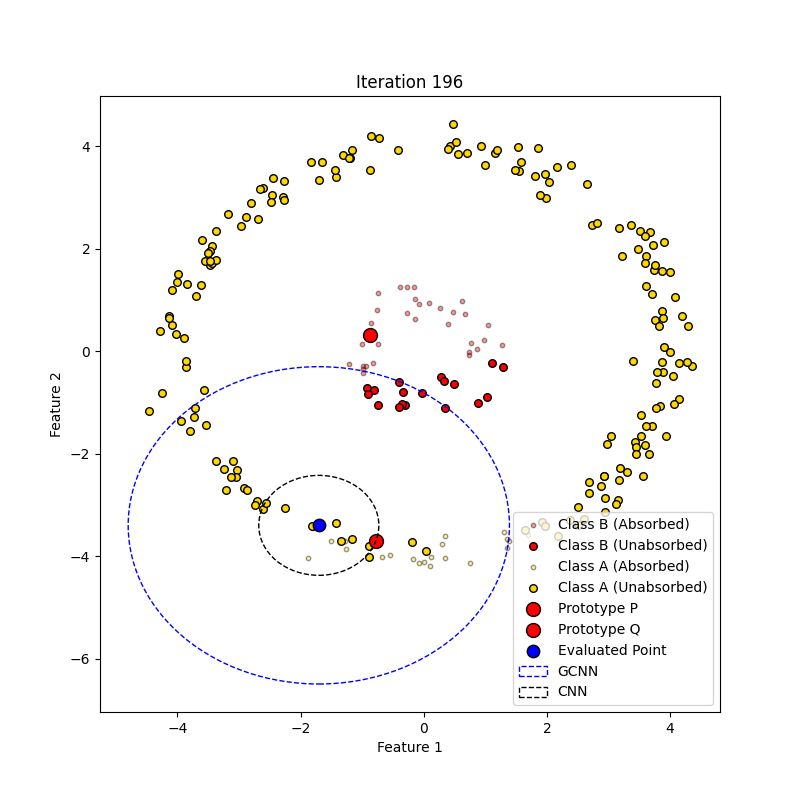 Iteration 196
4
2
0
−2
−4
−6
Feature 2
−4
−2
0
2
4
Feature 1
Class B (Absorbed)
Class B (Unabsorbed)
Class A (Absorbed)
Class A (Unabsorbed)
Prototype P
Prototype Q
Evaluated Point
GCNN
CNN